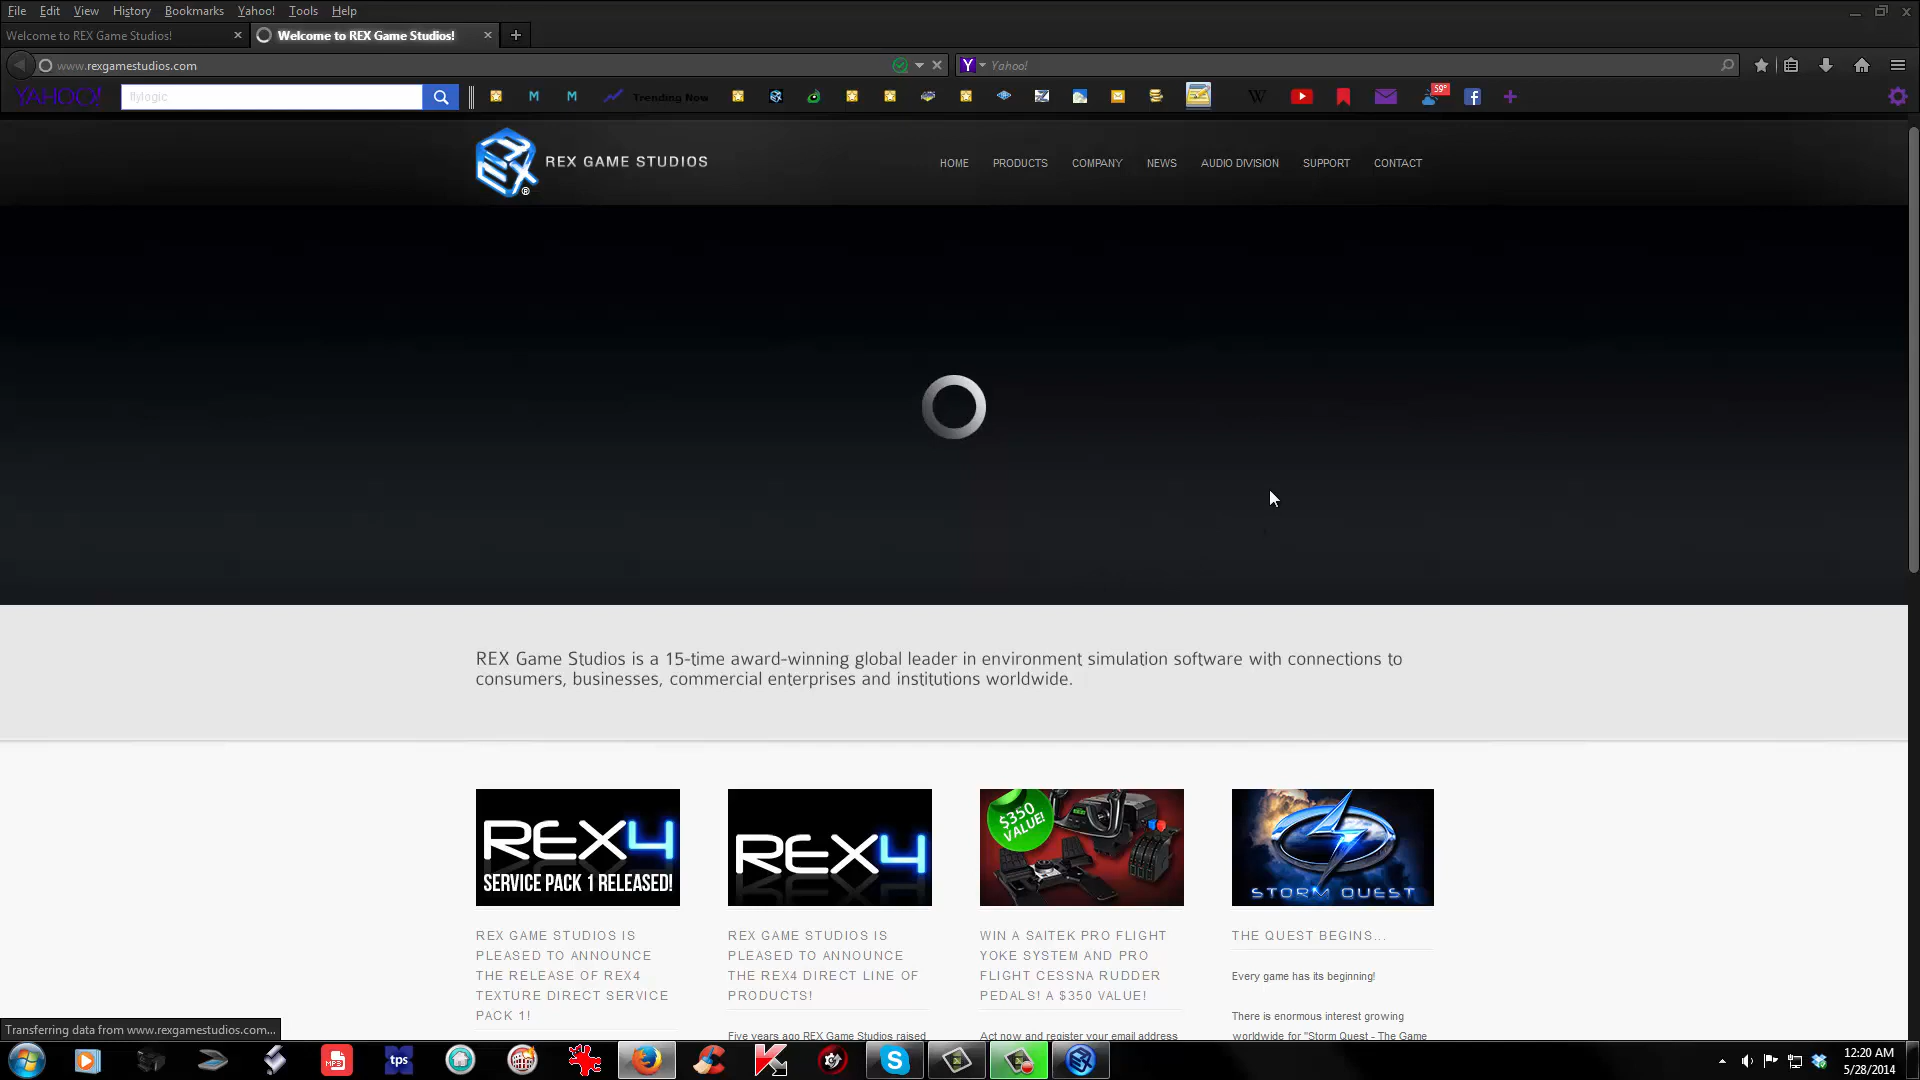 File Edit View History Bookmarks Yahoo! Tools Help
Welcome to REX Game Studios!
Welcome to REX Game Studios!
www.rexgamestudios.com
Y Yahoo!
YAHOO! flylogic
M M Trending Now W 59° f
REX ® REX GAME STUDIOS
HOME PRODUCTS COMPANY NEWS AUDIO DIVISION SUPPORT CONTACT
REX Game Studios is a 15-time award-winning global leader in environment simulation software with connections to
consumers, businesses, commercial enterprises and institutions worldwide.
REX4
SERVICE PACK 1 RELEASED!
REX GAME STUDIOS IS
PLEASED TO ANNOUNCE
THE RELEASE OF REX4
TEXTURE DIRECT SERVICE
PACK 1!
REX4
REX GAME STUDIOS IS
PLEASED TO ANNOUNCE
THE REX4 DIRECT LINE OF
PRODUCTS!
Five years ago REX Game Studios raised
$350
VALUE!
WIN A SAITEK PRO FLIGHT
YOKE SYSTEM AND PRO
FLIGHT CESSNA RUDDER
PEDALS! A $350 VALUE!
Act now and register your email address
STORM QUEST
THE QUEST BEGINS...
Every game has its beginning!
There is enormous interest growing
worldwide for "Storm Quest - The Game
Transferring data from www.rexgamestudios.com...
MP3
tps
12:20 AM
5/28/2014